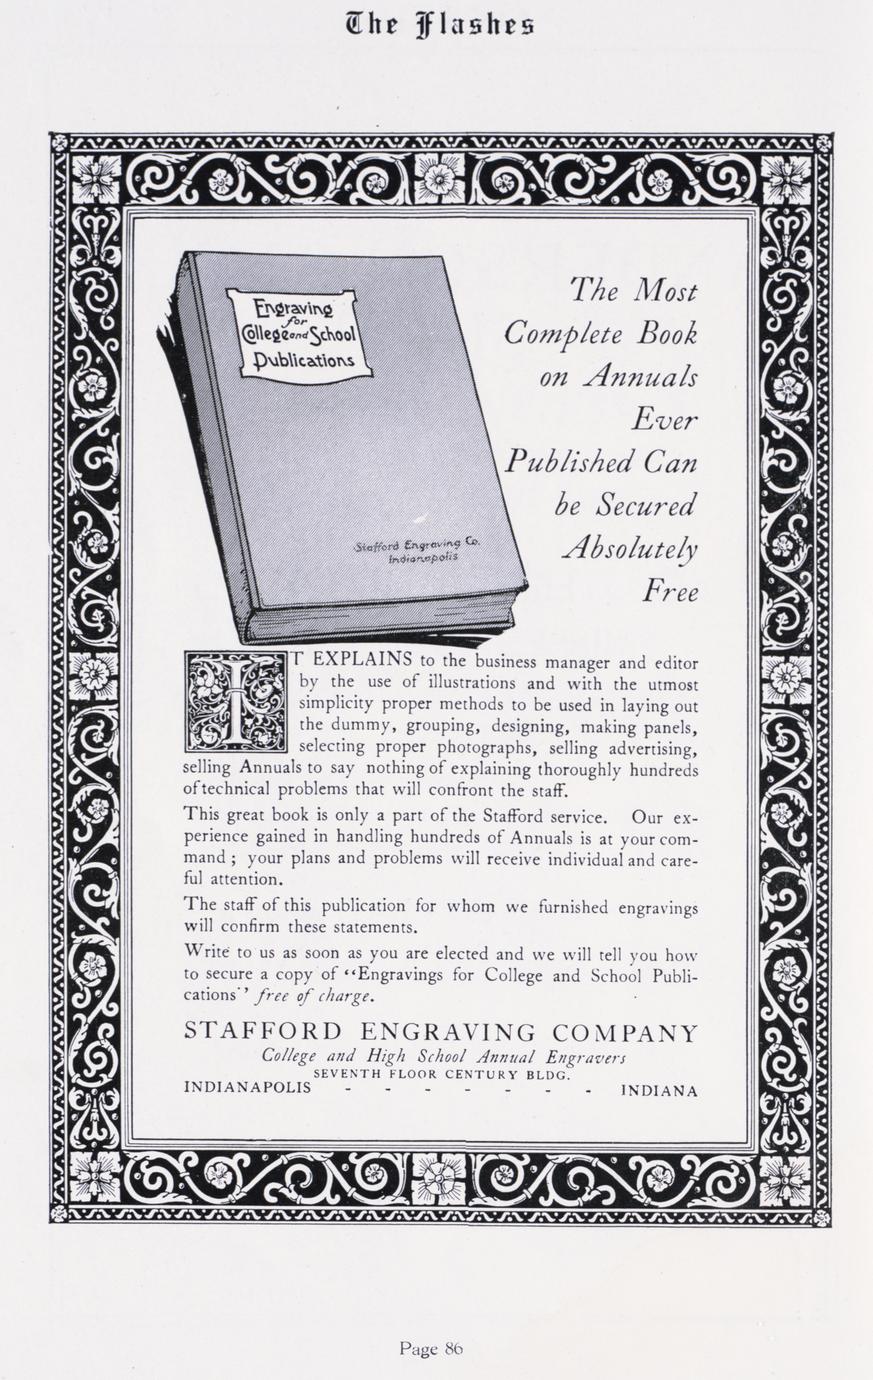 The Flashes
Engraving
for
College and School
Publications
Stafford Engraving Co.
Indianapolis
The Most
Complete Book
on Annuals
Ever
Published Can
be Secured
Absolutely
Free
IT EXPLAINS to the business manager and editor
by the use of illustrations and with the utmost
simplicity proper methods to be used in laying out
the dummy, grouping, designing, making panels,
selecting proper photographs, selling advertising,
selling Annuals to say nothing of explaining thoroughly hundreds
of technical problems that will confront the staff.
This great book is only a part of the Stafford service. Our ex-
perience gained in handling hundreds of Annuals is at your com-
mand ; your plans and problems will receive individual and care-
ful attention.
The staff of this publication for whom we furnished engravings
will confirm these statements.
Write to us as soon as you are elected and we will tell you how
to secure a copy of “Engravings for College and School Publi-
cations” free of charge.
STAFFORD ENGRAVING COMPANY
College and High School Annual Engravers
SEVENTH FLOOR CENTURY BLDG.
INDIANAPOLIS - - - - - - - INDIANA
Page 86